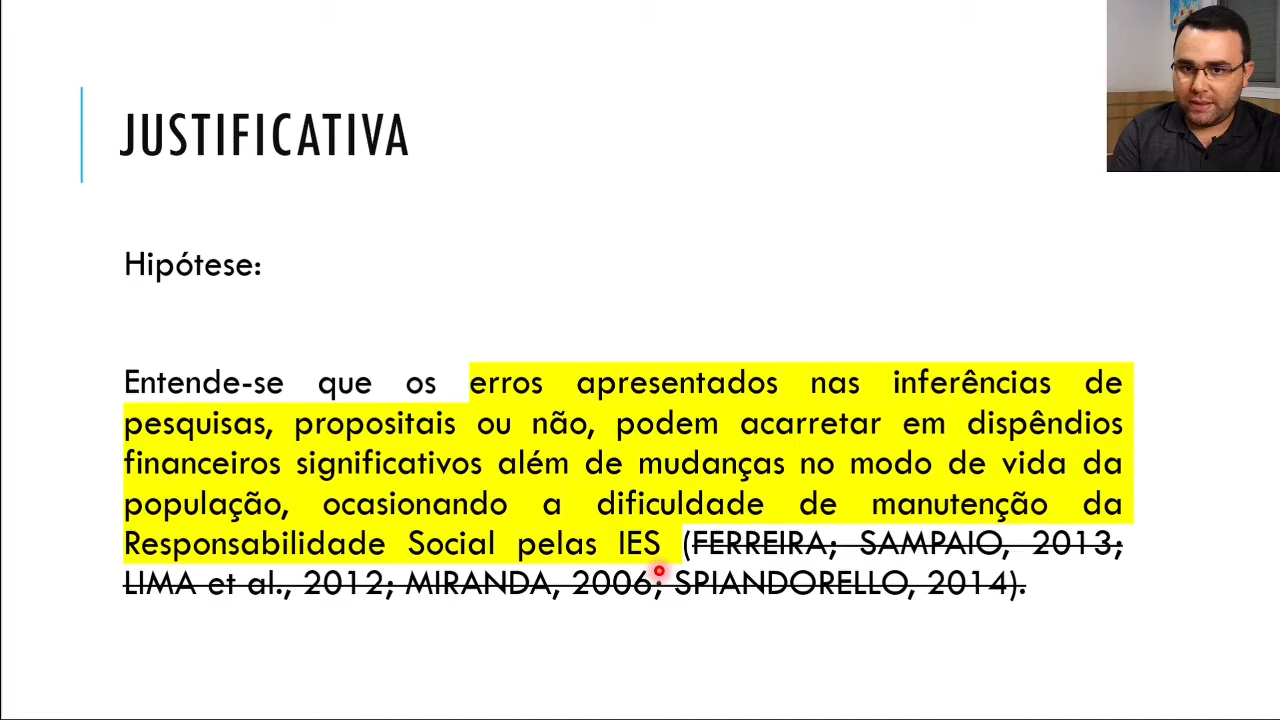 JUSTIFICATIVA
Hipótese:
Entende-se que os erros apresentados nas inferências de
pesquisas, propositais ou não, podem acarretar em dispêndios
financeiros significativos além de mudanças no modo de vida da
população, ocasionando a dificuldade de manutenção da
Responsabilidade Social pelas IES (FERREIRA; SAMPAIO, 2013;
LIMA et al., 2012; MIRANDA, 2006; SPIANDORELLO, 2014).